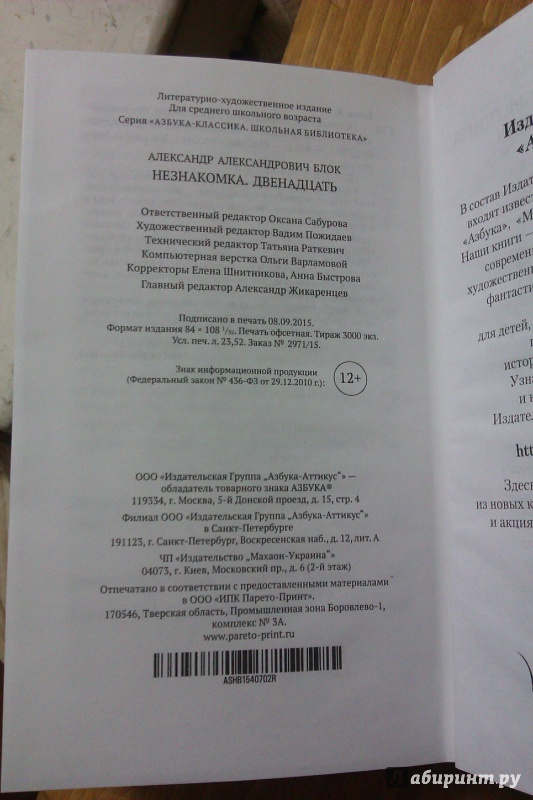 Литературно-художественное издание
Для среднего школьного возраста
Серия «АЗБУКА-КЛАССИКА. ШКОЛЬНАЯ БИБЛИОТЕКА»
АЛЕКСАНДР АЛЕКСАНДРОВИЧ БЛОК
НЕЗНАКОМКА. ДВЕНАДЦАТЬ
Ответственный редактор Оксана Сабурова
Художественный редактор Вадим Пожидаев
Технический редактор Татьяна Раткевич
Компьютерная верстка Ольги Варламовой
Корректоры Елена Шнитникова, Анна Быстрова
Главный редактор Александр Жикаренцев
Подписано в печать 08.09.2015.
Формат издания 84 × 108 1/32. Печать офсетная. Тираж 3000 экз.
Усл. печ. л. 23,52. Заказ № 2971/15.
Знак информационной продукции
(Федеральный закон № 436-ФЗ от 29.12.2010 г.):
12+
ООО «Издательская Группа „Азбука-Аттикус“» —
обладатель товарного знака АЗБУКА®
119334, г. Москва, 5-й Донской проезд, д. 15, стр. 4
Филиал ООО «Издательская Группа „Азбука-Аттикус“»
в Санкт-Петербурге
191123, г. Санкт-Петербург, Воскресенская наб., д. 12, лит. А
ЧП «Издательство „Махаон-Украина“»
04073, г. Киев, Московский пр., д. 6 (2-й этаж)
Отпечатано в соответствии с предоставленными материалами
в ООО «ИПК Парето-Принт».
170546, Тверская область, Промышленная зона Боровлево-1,
комплекс № 3А.
www.pareto-print.ru
ASHB1540702R
Изд
«А
В состав Издат
входят извест
«Азбука», «М
Наши книги —
современ
художествен
фантасти
для детей,
истор
Узна
и н
Издател
htt
Здес
из новых к
и акция
абиринт.ру